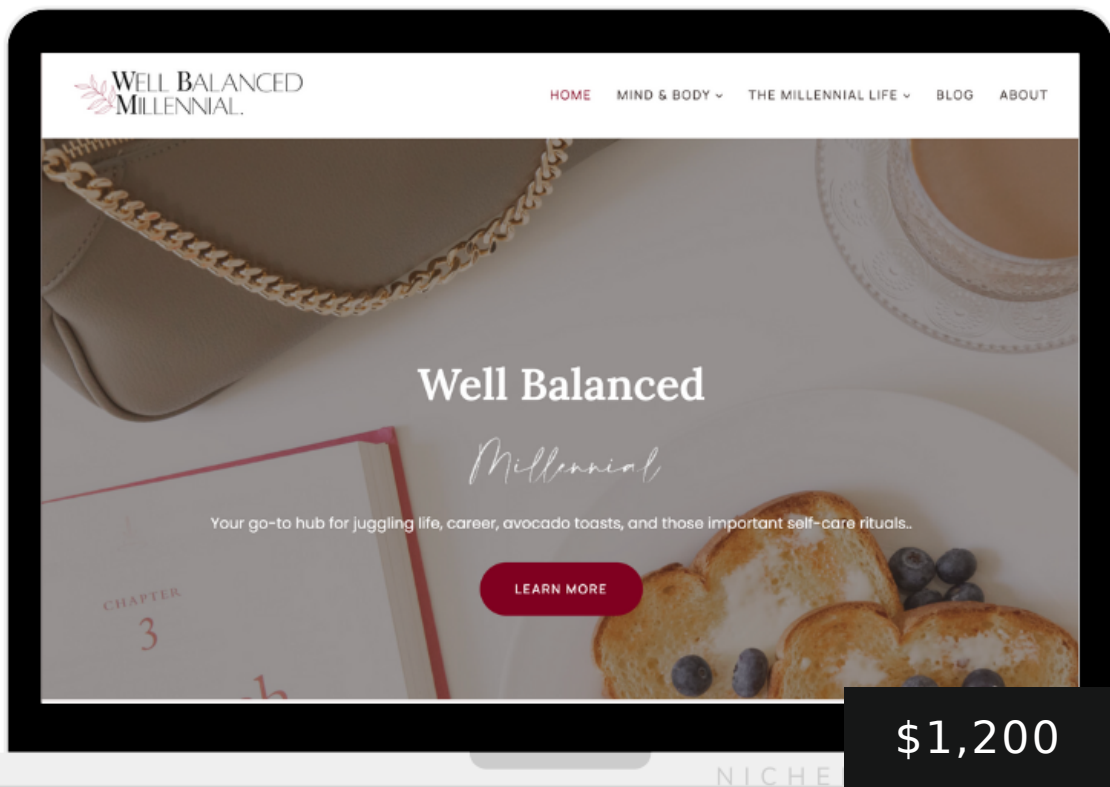 WELL BALANCED
MILLENNIAL.
HOME MIND & BODY THE MILLENNIAL LIFE BLOG ABOUT
Well Balanced
Millennial
Your go-to hub for juggling life, career, avocado toasts, and those important self-care rituals..
LEARN MORE
CHAPTER
3
$1,200
NICHE